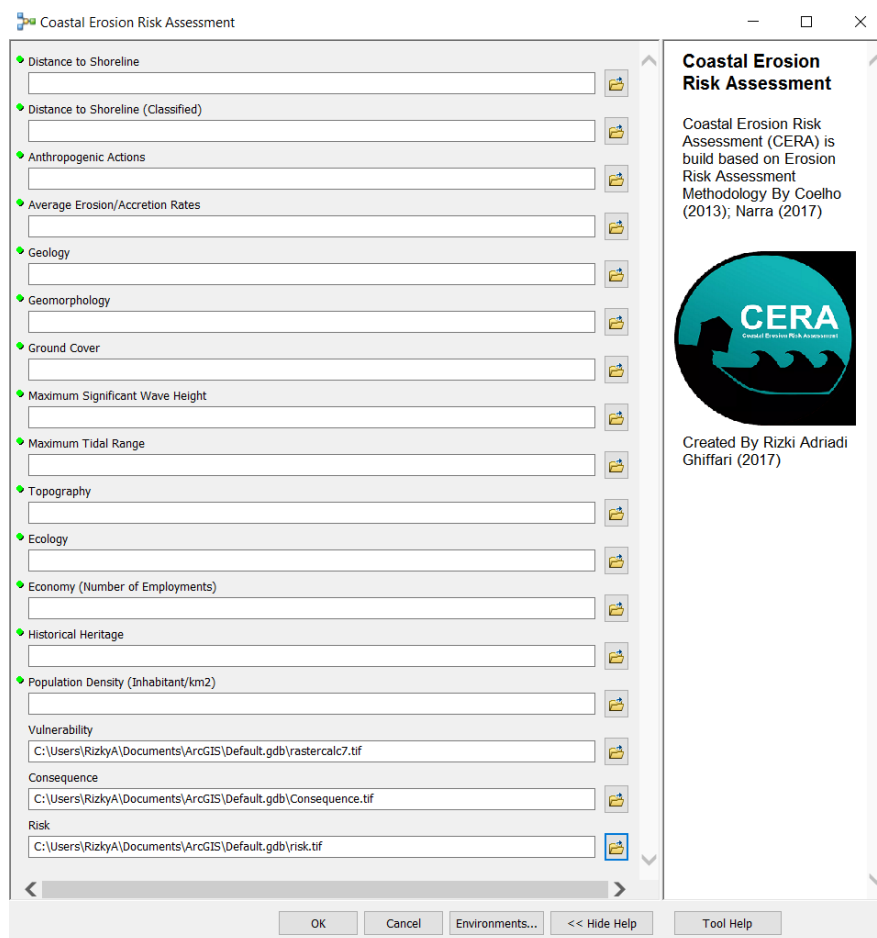 Coastal Erosion Risk Assessment
Distance to Shoreline
Distance to Shoreline (Classified)
Anthropogenic Actions
Average Erosion/Accretion Rates
Geology
Geomorphology
Ground Cover
Maximum Significant Wave Height
Maximum Tidal Range
Topography
Ecology
Economy (Number of Employments)
Historical Heritage
Population Density (Inhabitant/km2)
Vulnerability
C:\Users\RizkyA\Documents\ArcGIS\Default.gdb\rastercalc7.tif
Consequence
C:\Users\RizkyA\Documents\ArcGIS\Default.gdb\Consequence.tif
Risk
C:\Users\RizkyA\Documents\ArcGIS\Default.gdb\risk.tif
OK
Cancel
Environments...
<< Hide Help
Tool Help
Coastal Erosion
Risk Assessment
Coastal Erosion Risk
Assessment (CERA) is
build based on Erosion
Risk Assessment
Methodology By Coelho
(2013); Narra (2017)
CERA
Coastal Erosion Risk Assessment
Created By Rizki Adriadi
Ghiffari (2017)